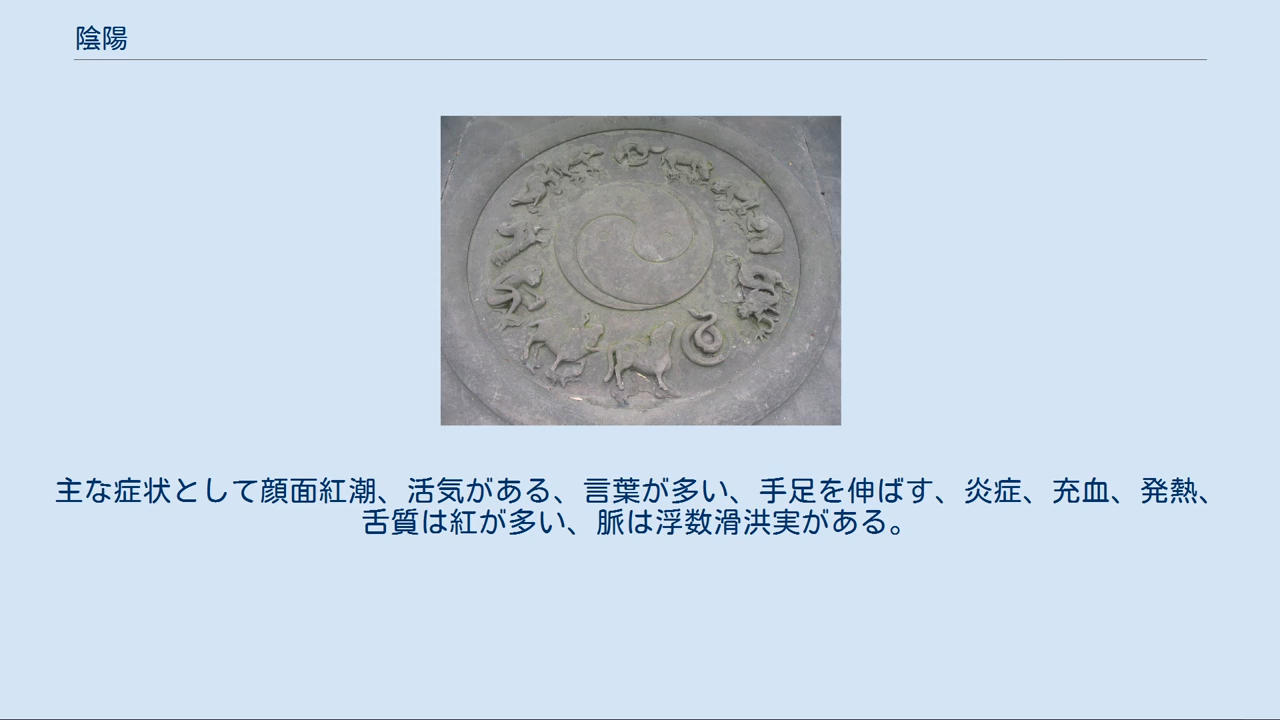 陰陽
主な症状として顔面紅潮、活気がある、言葉が多い、手足を伸ばす、炎症、充血、発熱、
舌質は紅が多い、脈は浮数滑洪実がある。